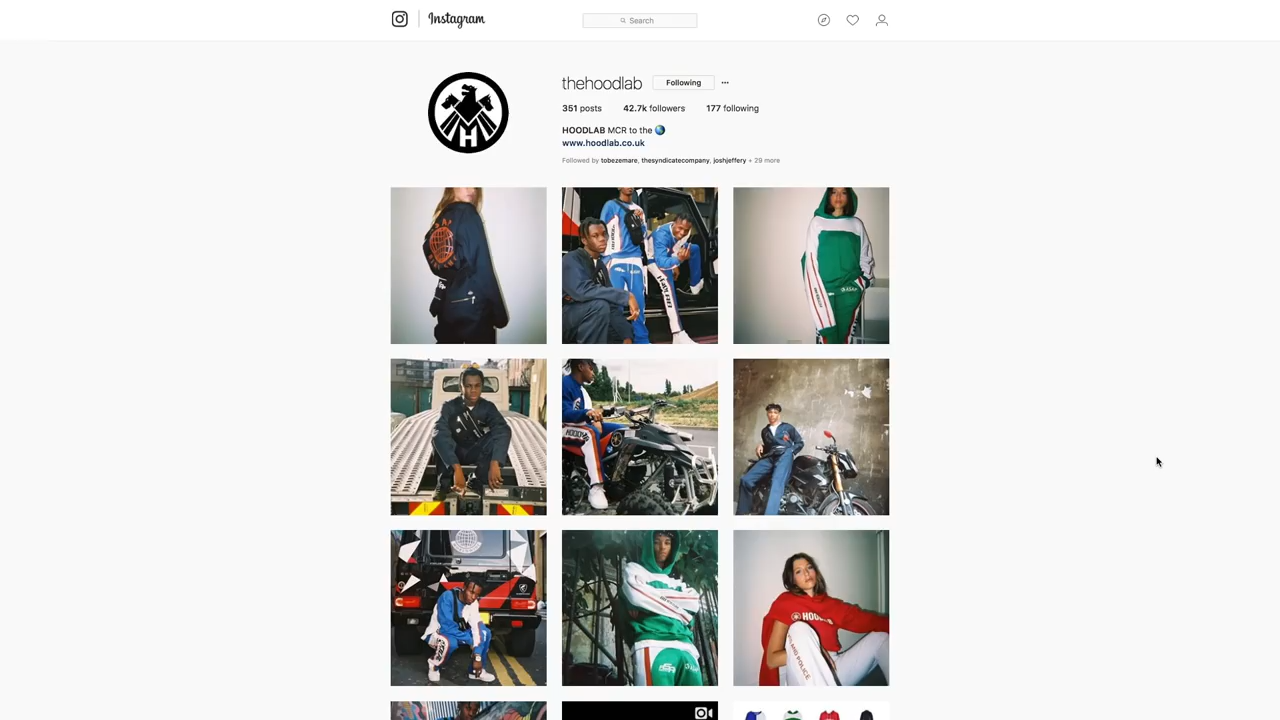 Instagram
Search
thehoodlab Following
351 posts 42.7k followers 177 following
HOODLAB MCR to the
www.hoodlab.co.uk
Followed by tobezemare, thesyndicatecompany, joshjeffery + 29 more
H
HOODLAB